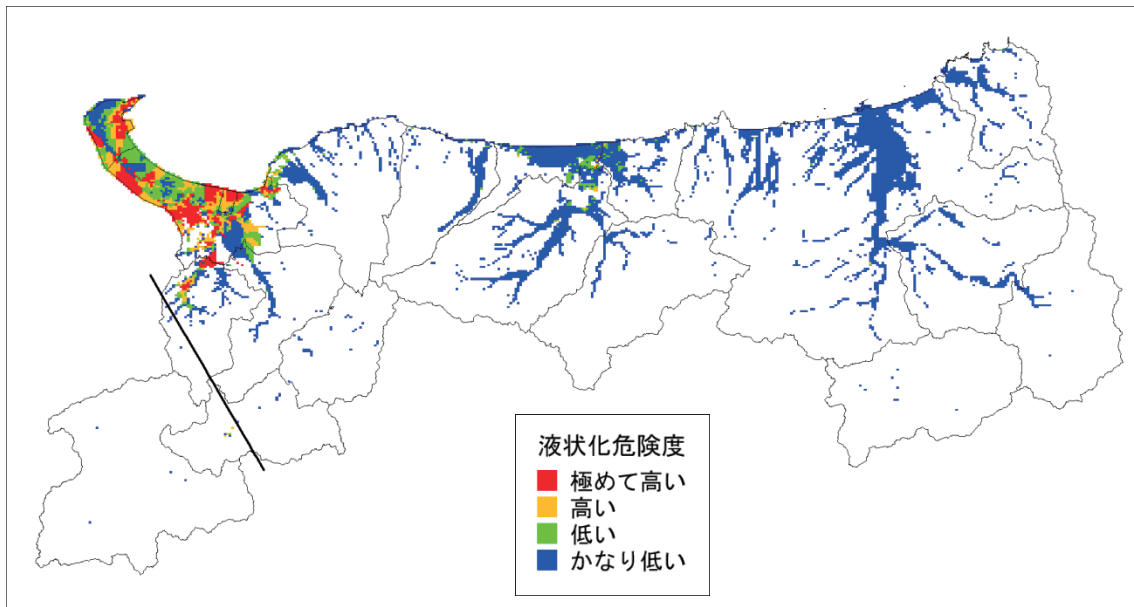 液状化危険度
極めて高い
高い
低い
かなり低い